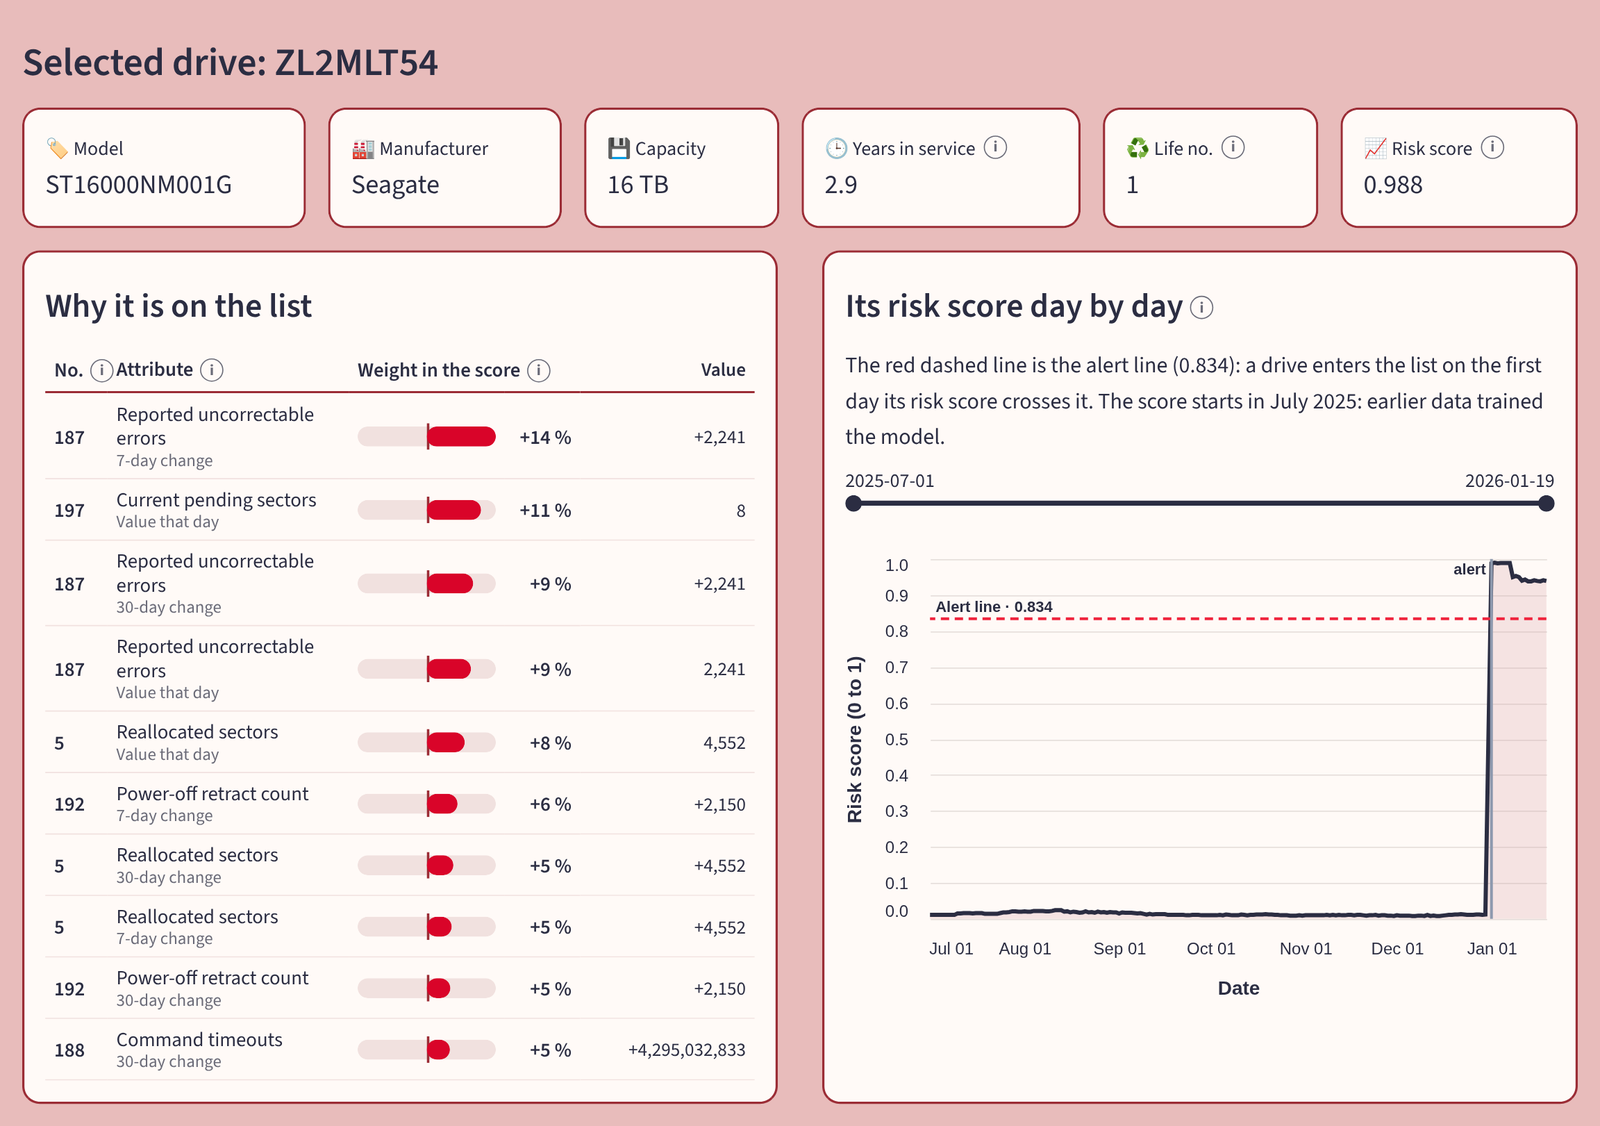 Selected drive: ZL2MLT54
🏷️ Model
ST16000NM001G
🏭 Manufacturer
Seagate
💾 Capacity
16 TB
🕒 Years in service ⓘ
2.9
♻️ Life no. ⓘ
1
📈 Risk score ⓘ
0.988
Why it is on the list
No. ⓘ Attribute ⓘ Weight in the score ⓘ Value
187 Reported uncorrectable errors +14 % +2,241
7-day change
197 Current pending sectors +11 % 8
Value that day
187 Reported uncorrectable errors +9 % +2,241
30-day change
187 Reported uncorrectable errors +9 % 2,241
Value that day
5 Reallocated sectors +8 % 4,552
Value that day
192 Power-off retract count +6 % +2,150
7-day change
5 Reallocated sectors +5 % +4,552
30-day change
5 Reallocated sectors +5 % +4,552
7-day change
192 Power-off retract count +5 % +2,150
30-day change
188 Command timeouts +5 % +4,295,032,833
30-day change
Its risk score day by day ⓘ
The red dashed line is the alert line (0.834): a drive enters the list on the first
day its risk score crosses it. The score starts in July 2025: earlier data trained
the model.
2025-07-01 2026-01-19
alert
Alert line · 0.834
Risk score (0 to 1)
1.0
0.9
0.8
0.7
0.6
0.5
0.4
0.3
0.2
0.1
0.0
Jul 01 Aug 01 Sep 01 Oct 01 Nov 01 Dec 01 Jan 01
Date